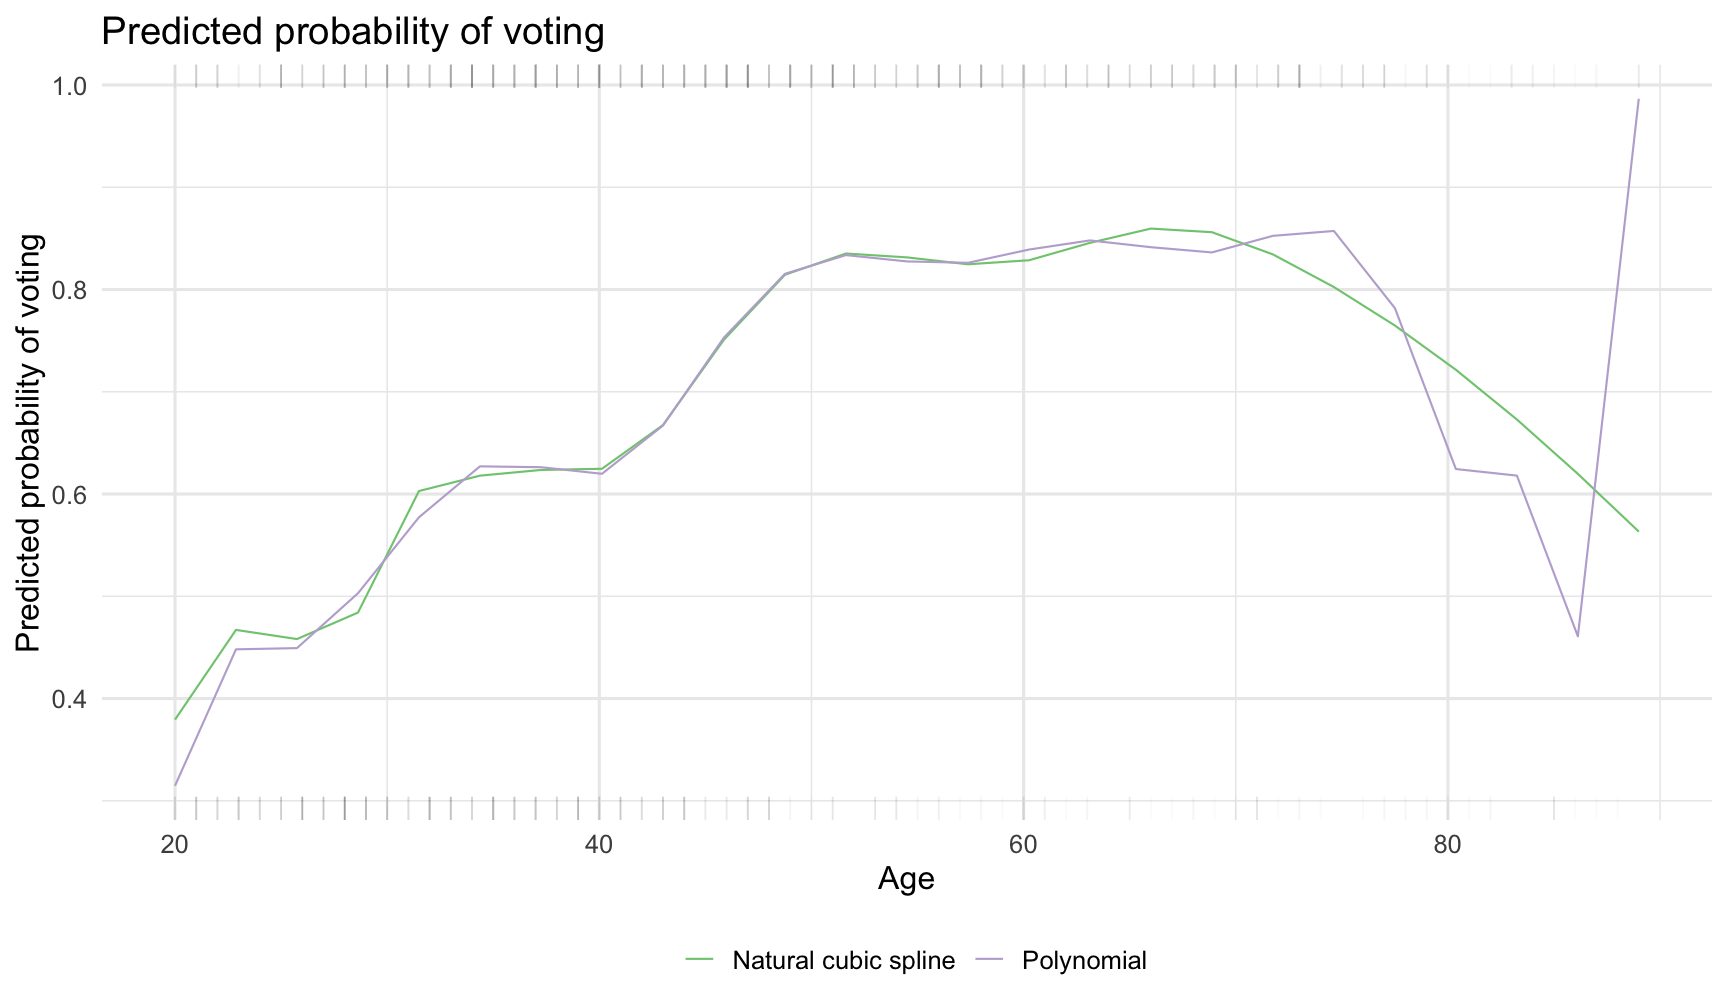 Predicted probability of voting
Predicted probability of voting
1.0
0.8
0.6
0.4
20 40 60 80
Age
Natural cubic spline Polynomial